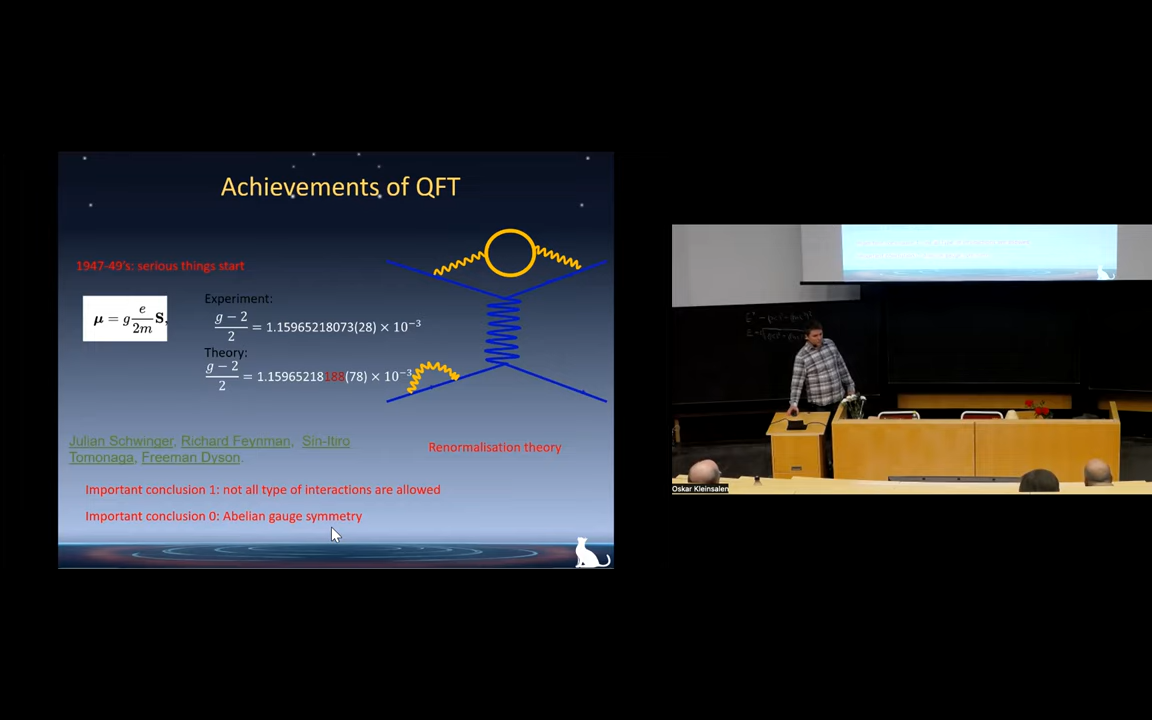 Achievements of QFT
1947-49's: serious things start
μ = g e/2m S,
Experiment:
g − 2/2 = 1.15965218073(28) × 10⁻³
Theory:
g − 2/2 = 1.15965218188(78) × 10⁻³
Julian Schwinger, Richard Feynman, Sin-Itiro
Tomonaga, Freeman Dyson.
Renormalisation theory
Important conclusion 1: not all type of interactions are allowed
Important conclusion 0: Abelian gauge symmetry
Oskar Kleinsalen